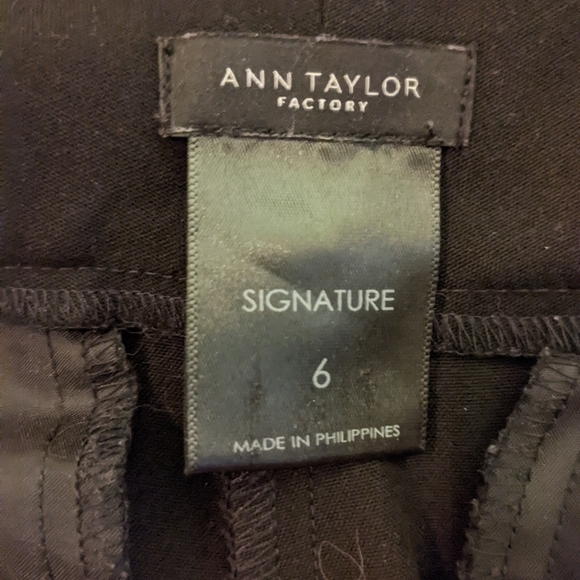 ANN TAYLOR
FACTORY
SIGNATURE
6
MADE IN PHILIPPINES